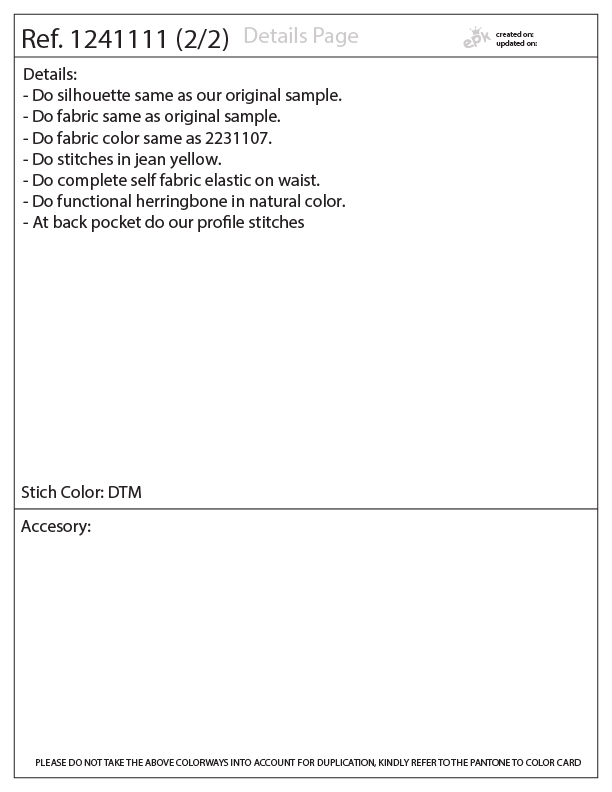 Ref. 1241111 (2/2) Details Page
epk
created on:
updated on:
Details:
- Do silhouette same as our original sample.
- Do fabric same as original sample.
- Do fabric color same as 2231107.
- Do stitches in jean yellow.
- Do complete self fabric elastic on waist.
- Do functional herringbone in natural color.
- At back pocket do our profile stitches
Stich Color: DTM
Accesory:
PLEASE DO NOT TAKE THE ABOVE COLORWAYS INTO ACCOUNT FOR DUPLICATION, KINDLY REFER TO THE PANTONE TO COLOR CARD